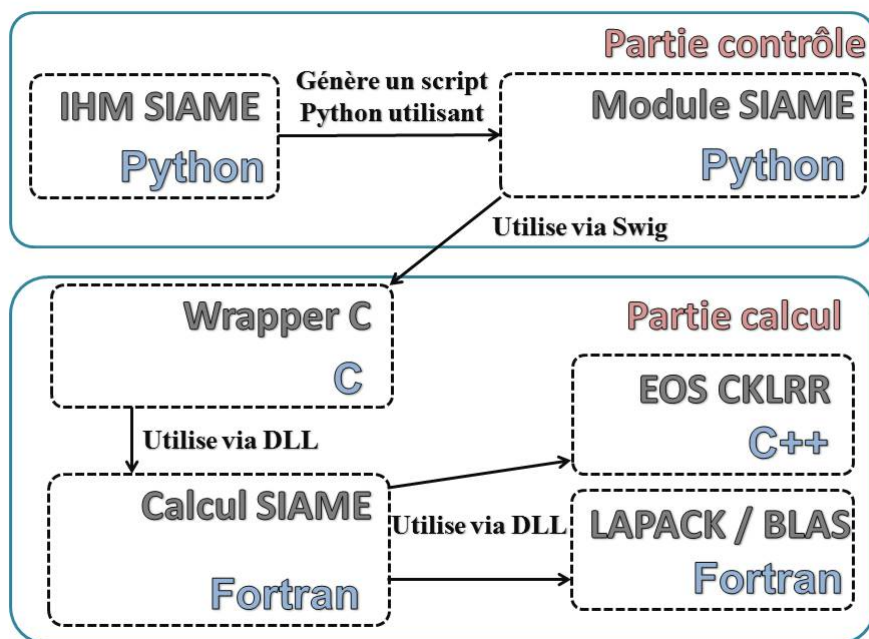 Partie contrôle
IHM SIAME
Python
Génère un script
Python utilisant
Module SIAME
Python
Utilise via Swig
Partie calcul
Wrapper C
C
Utilise via DLL
EOS CKLRR
C++
Calcul SIAME
Fortran
Utilise via DLL
LAPACK / BLAS
Fortran